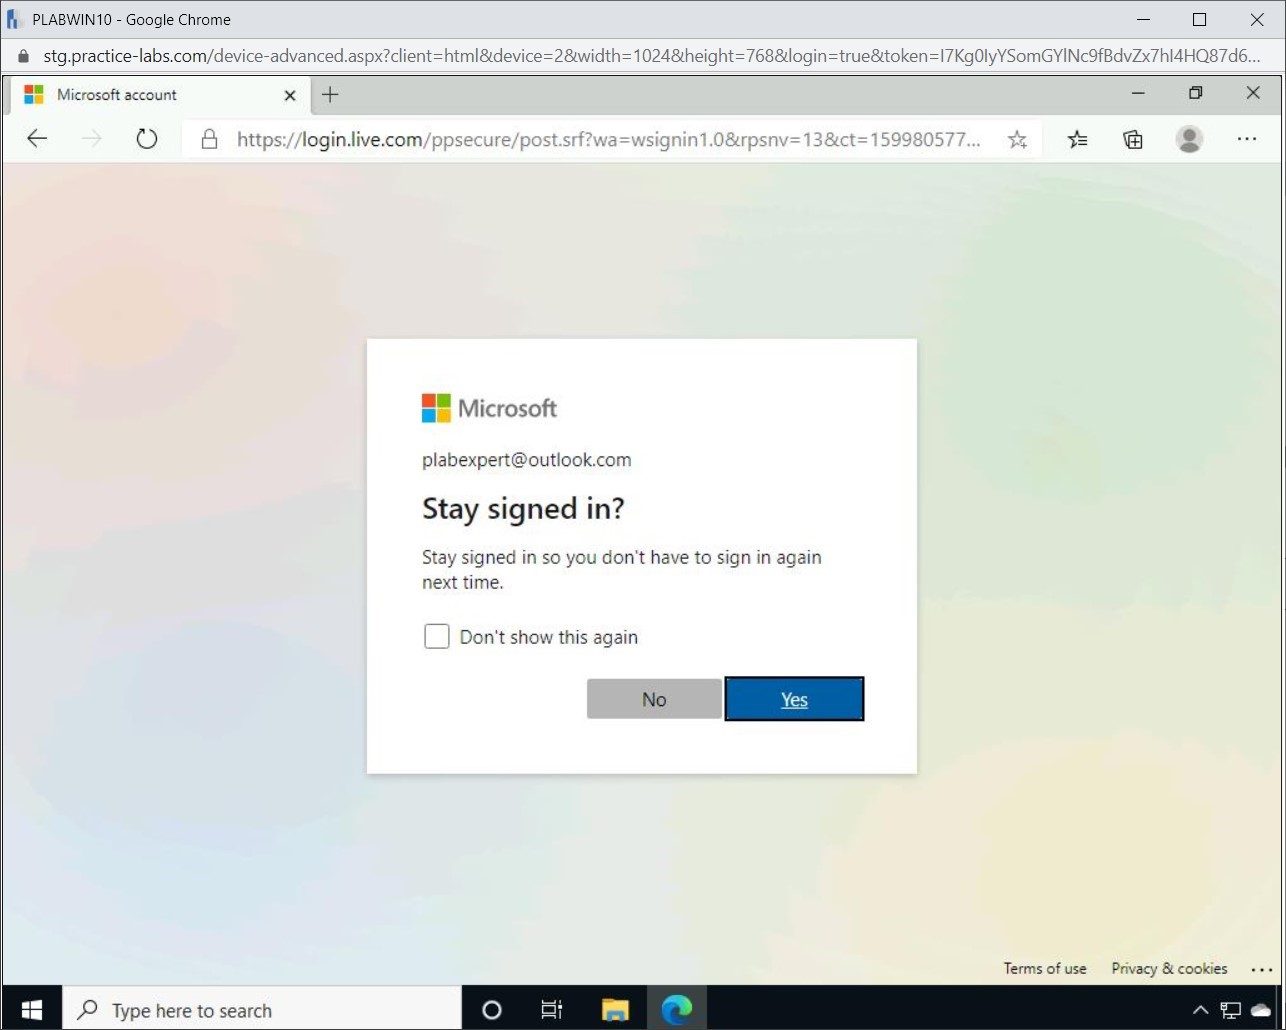 PLABWIN10 - Google Chrome
stg.practice-labs.com/device-advanced.aspx?client=html&device=2&width=1024&height=768&login=true&token=I7Kg0IyYSomGYlNc9fBdvZx7hI4HQ87d6...
Microsoft account
https://login.live.com/ppsecure/post.srf?wa=wsignin1.0&rpsnv=13&ct=159980577...
Microsoft
plabexpert@outlook.com
Stay signed in?
Stay signed in so you don't have to sign in again
next time.
Don't show this again
No Yes
Terms of use Privacy & cookies ...
Type here to search